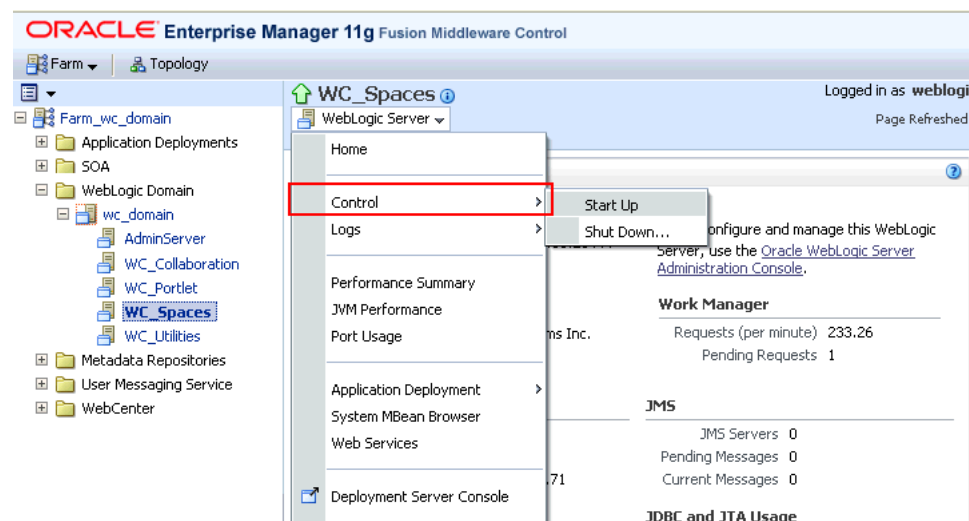 ORACLE Enterprise Manager 11g Fusion Middleware Control
Farm Topology
WC_Spaces
Logged in as weblogi
WebLogic Server
Page Refreshed
Farm_wc_domain
Application Deployments
SOA
WebLogic Domain
wc_domain
AdminServer
WC_Collaboration
WC_Portlet
WC_Spaces
WC_Utilities
Metadata Repositories
User Messaging Service
WebCenter
Home
Control
Logs
Performance Summary
JVM Performance
Port Usage
Application Deployment
System MBean Browser
Web Services
Deployment Server Console
Start Up
Shut Down...
onfigure and manage this WebLogic
Server, use the Oracle WebLogic Server
Administration Console.
Work Manager
ms Inc.
Requests (per minute) 233.26
Pending Requests 1
JMS
JMS Servers 0
Pending Messages 0
.71
Current Messages 0
JDBC and JTA Usage